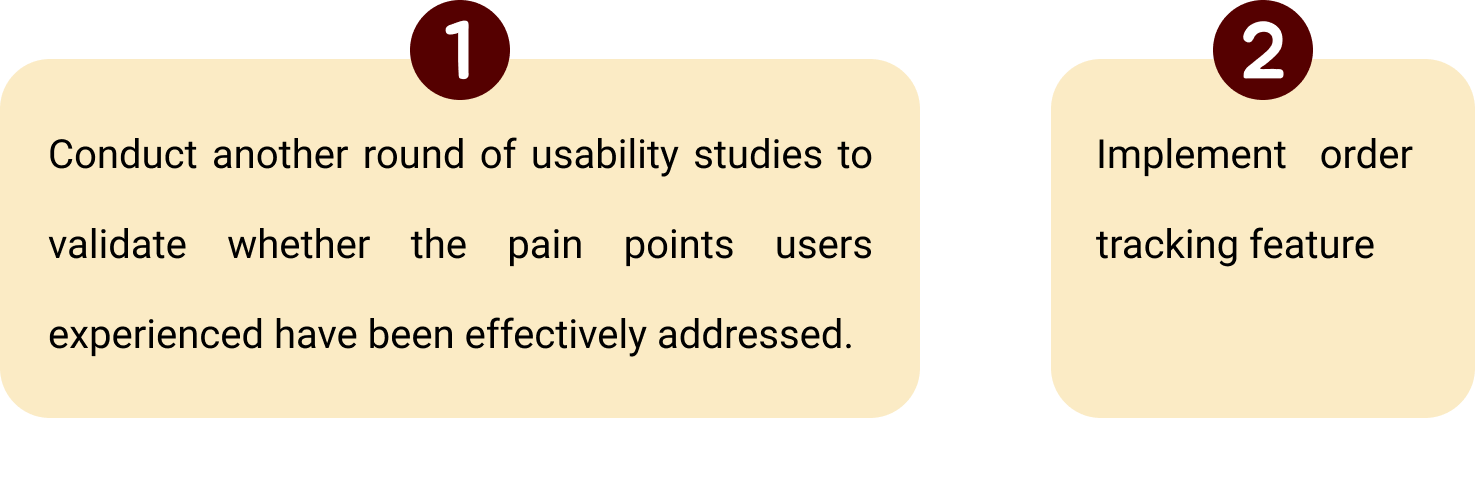 1
Conduct another round of usability studies to
validate whether the pain points users
experienced have been effectively addressed.
2
Implement order
tracking feature